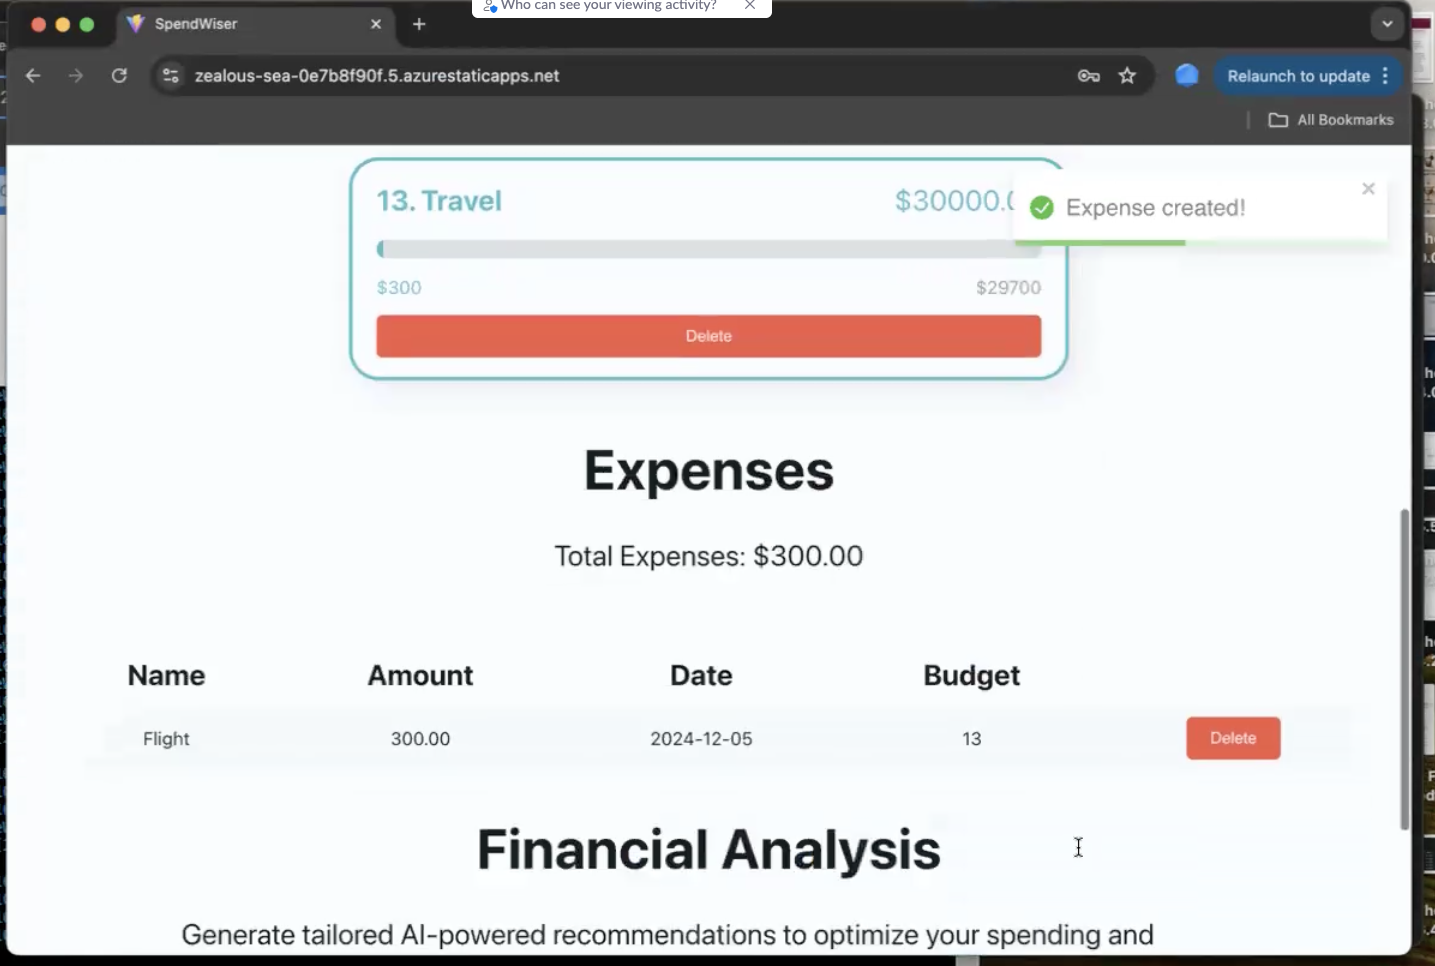 Who can see your viewing activity?
SpendWiser
zealous-sea-0e7b8f90f.5.azurestaticapps.net
Relaunch to update
All Bookmarks
13. Travel
$30000.
Expense created!
$300
$29700
Delete
Expenses
Total Expenses: $300.00
Name Amount Date Budget
Flight 300.00 2024-12-05 13 Delete
Financial Analysis
Generate tailored AI-powered recommendations to optimize your spending and